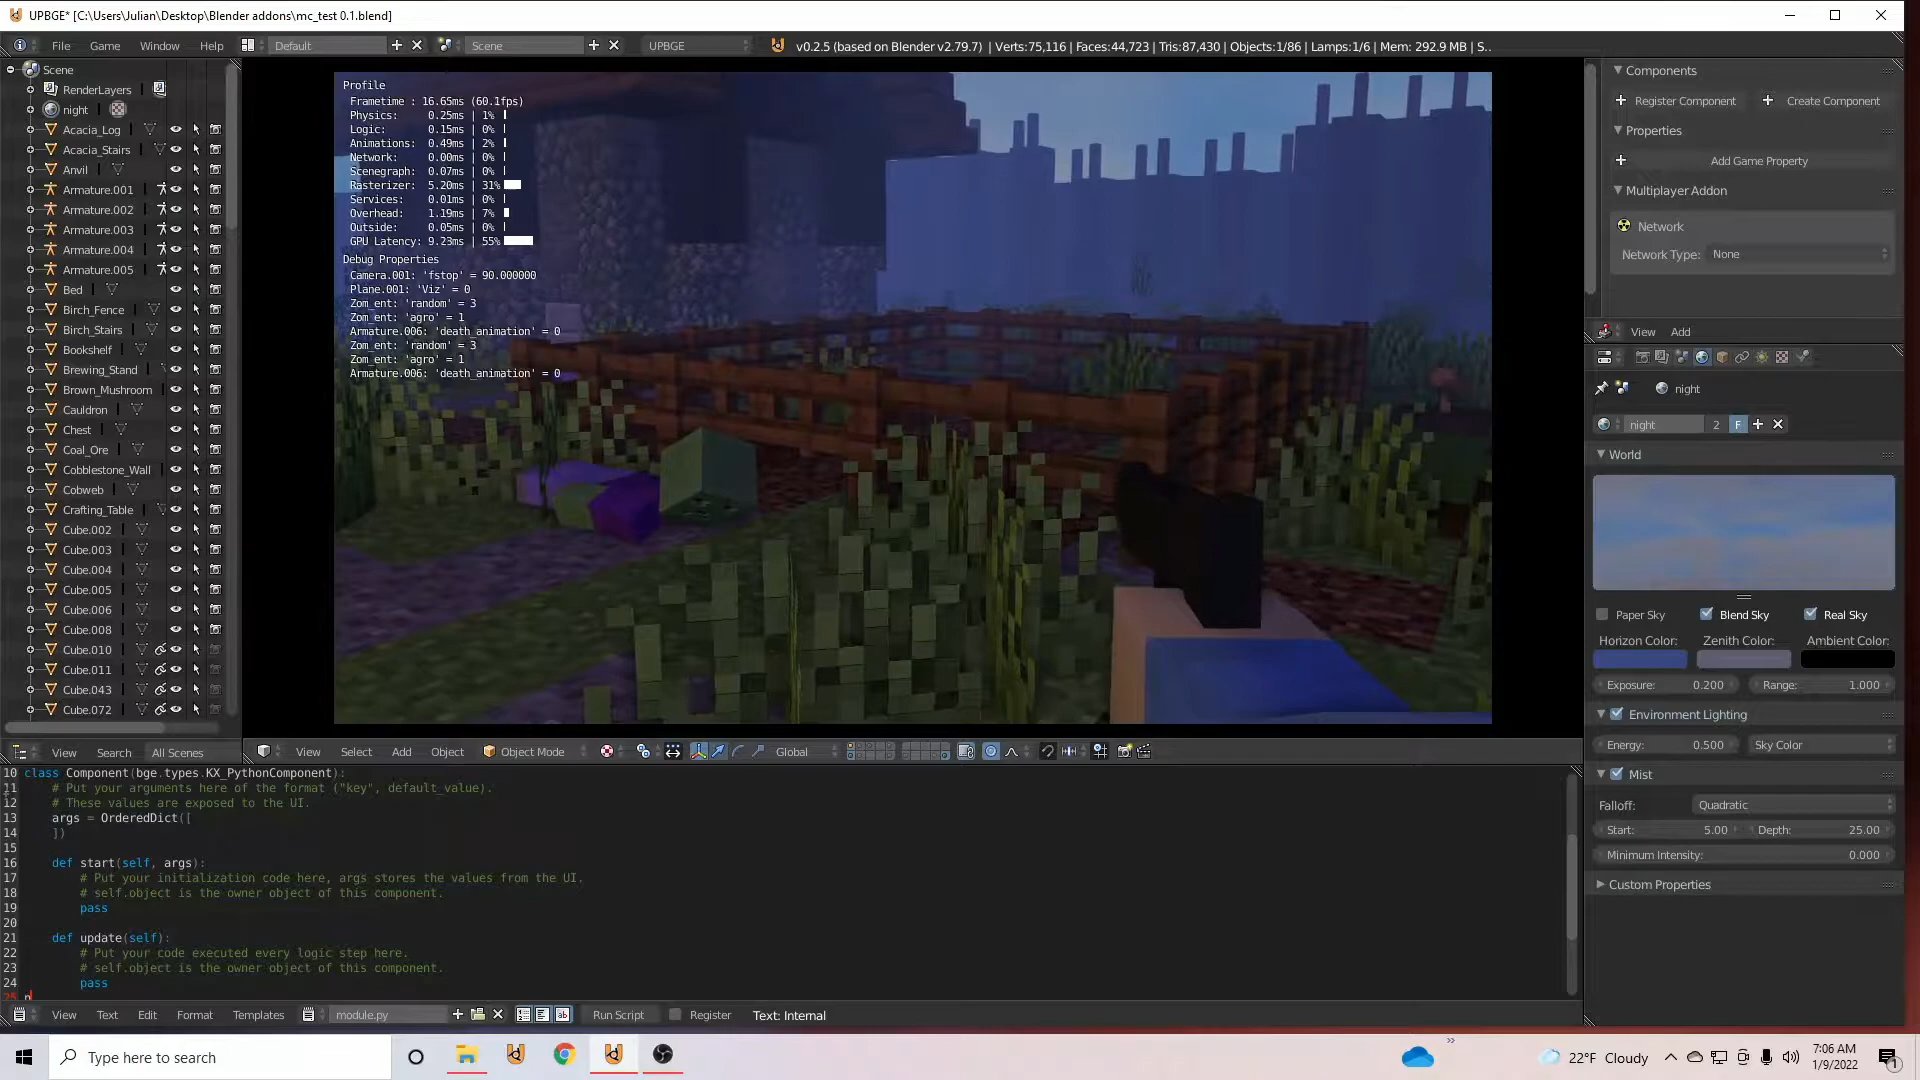 UPBGE* [C:\Users\Julian\Desktop\Blender addons\mc_test 0.1.blend]
File Game Window Help Default Scene UPBGE v0.2.5 (based on Blender v2.79.7) | Verts:75,116 | Faces:44,723 | Tris:87,430 | Objects:1/86 | Lamps:1/6 | Mem: 292.9 MB | S..
Scene
RenderLayers
night
Acacia_Log
Acacia_Stairs
Anvil
Armature.001
Armature.002
Armature.003
Armature.004
Armature.005
Bed
Birch_Fence
Birch_Stairs
Bookshelf
Brewing_Stand
Brown_Mushroom
Cauldron
Chest
Coal_Ore
Cobblestone_Wall
Cobweb
Crafting_Table
Cube.002
Cube.003
Cube.004
Cube.005
Cube.006
Cube.008
Cube.010
Cube.011
Cube.043
Cube.072
View Search All Scenes
Profile
Frametime : 16.65ms (60.1fps)
Physics: 0.25ms | 1%
Logic: 0.15ms | 0%
Animations: 0.49ms | 2%
Network: 0.00ms | 0%
Scenegraph: 0.07ms | 0%
Rasterizer: 5.20ms | 31%
Services: 0.01ms | 0%
Overhead: 1.19ms | 7%
Outside: 0.05ms | 0%
GPU Latency: 9.23ms | 55%
Debug Properties
Camera.001: 'fstop' = 90.000000
Plane.001: 'Viz' = 0
Zom_ent: 'random' = 3
Zom_ent: 'agro' = 1
Armature.006: 'death_animation' = 0
Zom_ent: 'random' = 3
Zom_ent: 'agro' = 1
Armature.006: 'death_animation' = 0
View Select Add Object Object Mode Global
Components
Register Component Create Component
Properties
Add Game Property
Multiplayer Addon
Network
Network Type: None
View Add
night
night 2 F
World
Paper Sky Blend Sky Real Sky
Horizon Color: Zenith Color: Ambient Color:
Exposure: 0.200 Range: 1.000
Environment Lighting
Energy: 0.500 Sky Color
Mist
Falloff: Quadratic
Start: 5.00 Depth: 25.00
Minimum Intensity: 0.000
Custom Properties
10 class Component(bge.types.KX_PythonComponent):
11 # Put your arguments here of the format ("key", default_value).
12 # These values are exposed to the UI.
13 args = OrderedDict([
14 ])
15
16 def start(self, args):
17 # Put your initialization code here, args stores the values from the UI.
18 # self.object is the owner object of this component.
19 pass
20
21 def update(self):
22 # Put your code executed every logic step here.
23 # self.object is the owner object of this component.
24 pass
25
View Text Edit Format Templates module.py Run Script Register Text: Internal
Type here to search
22°F Cloudy
7:06 AM
1/9/2022
1